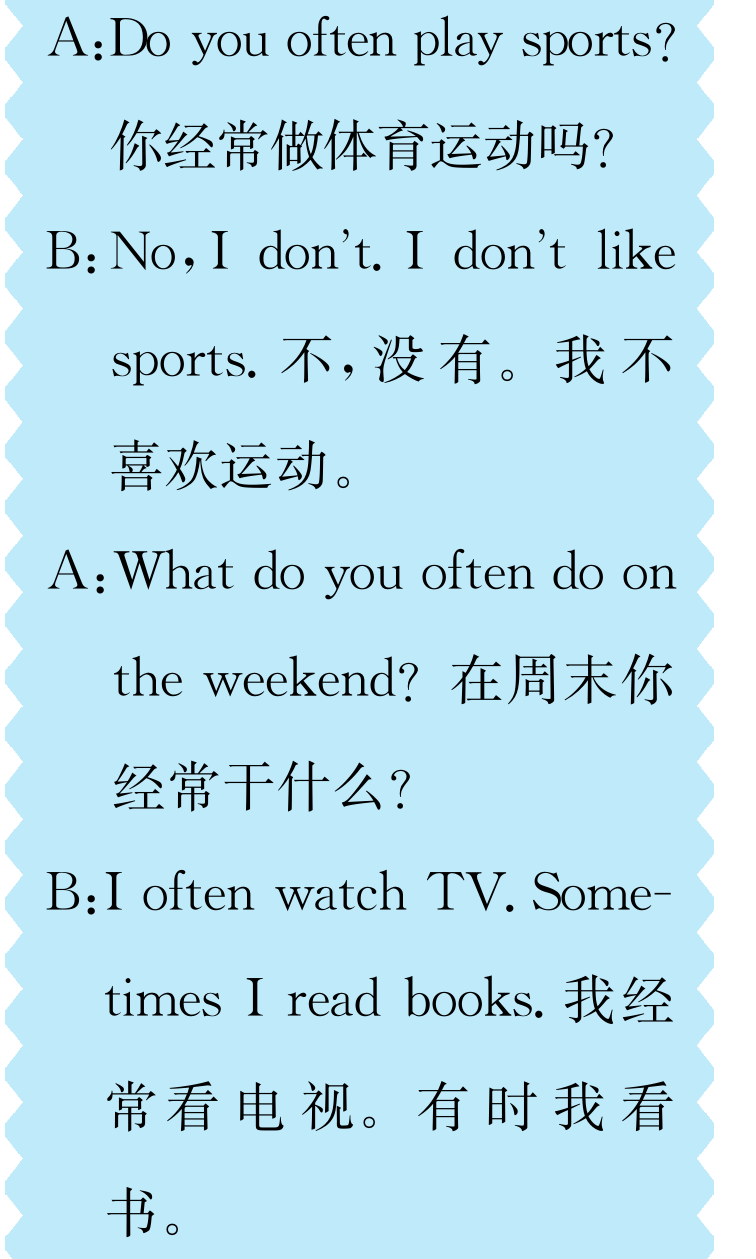 A:Do you often play sports?
你经常做体育运动吗?
B:No,I don't. I don't like
sports. 不,没有。我不
喜欢运动。
A:What do you often do on
the weekend? 在周末你
经常干什么?
B:I often watch TV. Some-
times I read books. 我经
常看电视。有时我看
书。